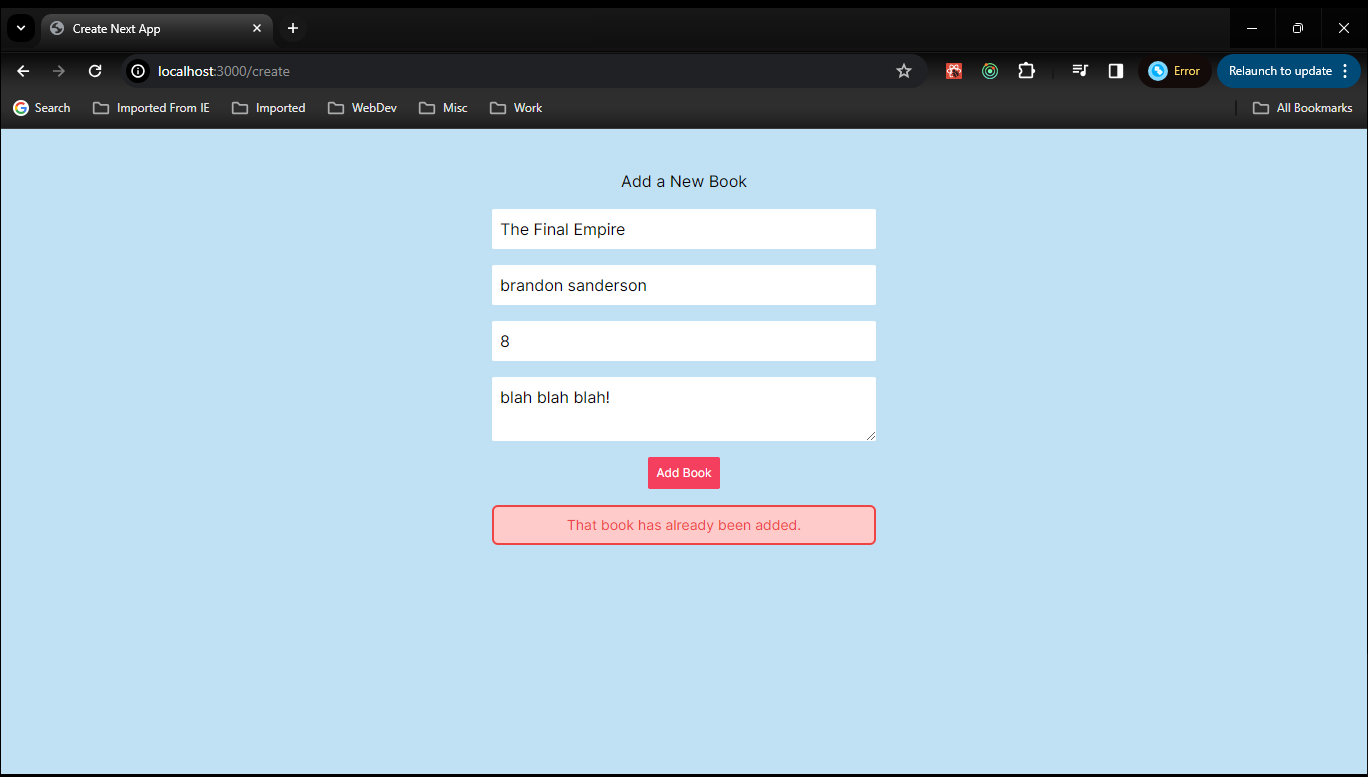 Create Next App
localhost:3000/create
Error
Relaunch to update
Search
Imported From IE
Imported
WebDev
Misc
Work
All Bookmarks
Add a New Book
The Final Empire
brandon sanderson
8
blah blah blah!
Add Book
That book has already been added.